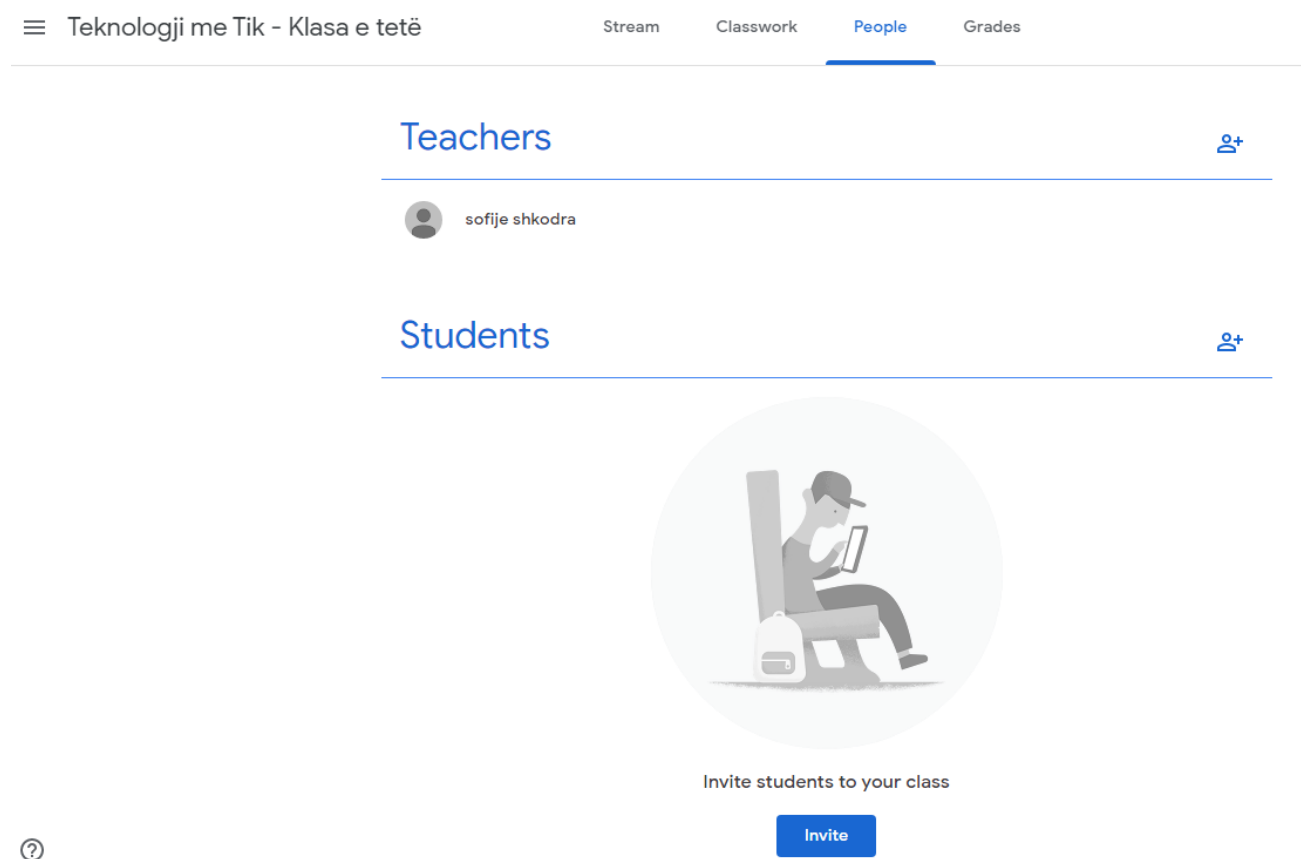 Teknologji me Tik - Klasa e tetë
Stream Classwork People Grades
Teachers
sofije shkodra
Students
Invite students to your class
Invite